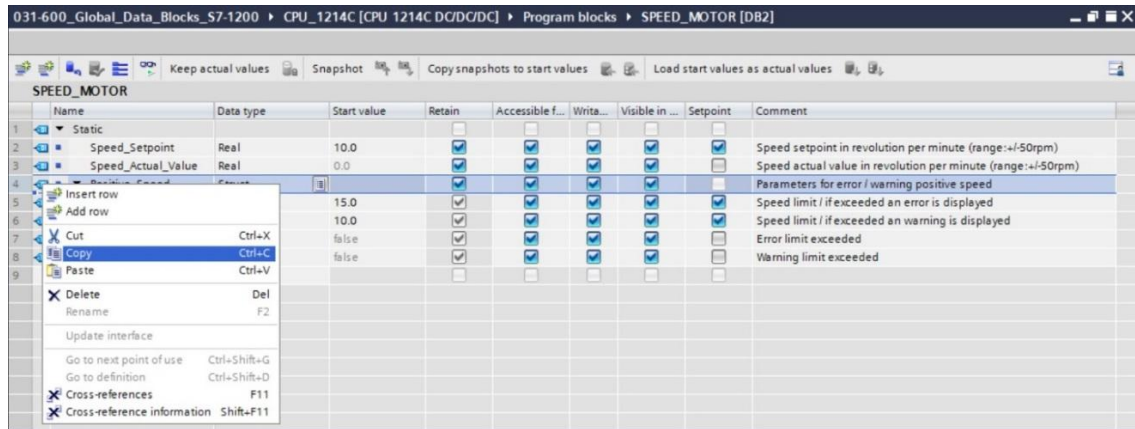 031-600_Global_Data_Blocks_S7-1200 ▸ CPU_1214C [CPU 1214C DC/DC/DC] ▸ Program blocks ▸ SPEED_MOTOR [DB2]
Keep actual values Snapshot Copy snapshots to start values Load start values as actual values
SPEED_MOTOR
Name Data type Start value Retain Accessible f... Writa... Visible in ... Setpoint Comment
1 Static
2 Speed_Setpoint Real 10.0 Speed setpoint in revolution per minute (range:+/-50rpm)
3 Speed_Actual_Value Real 0.0 Speed actual value in revolution per minute (range:+/-50rpm)
4 Positive_Speed Struct Parameters for error / warning positive speed
5 15.0 Speed limit / if exceeded an error is displayed
6 10.0 Speed limit / if exceeded an warning is displayed
7 false Error limit exceeded
8 false Warning limit exceeded
9
Insert row
Add row
Cut Ctrl+X
Copy Ctrl+C
Paste Ctrl+V
Delete Del
Rename F2
Update interface
Go to next point of use Ctrl+Shift+G
Go to definition Ctrl+Shift+D
Cross-references F11
Cross-reference information Shift+F11